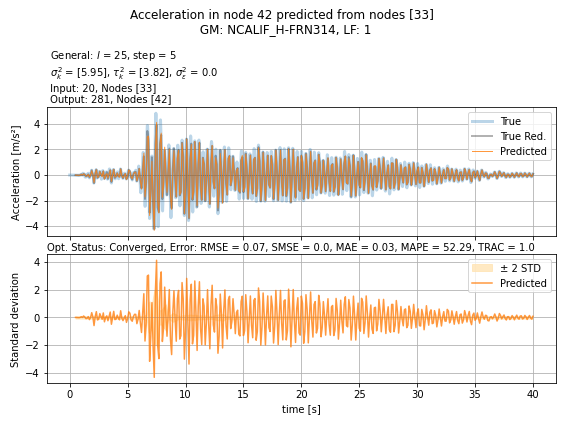 Acceleration in node 42 predicted from nodes [33]
GM: NCALIF_H-FRN314, LF: 1
General: l = 25, step = 5
σ²ₖ = [5.95], τ²ₖ = [3.82], σ²ε = 0.0
Input: 20, Nodes [33]
Output: 281, Nodes [42]
True
True Red.
Predicted
Acceleration [m/s²]
4
2
0
−2
−4
Opt. Status: Converged, Error: RMSE = 0.07, SMSE = 0.0, MAE = 0.03, MAPE = 52.29, TRAC = 1.0
± 2 STD
Predicted
Standard deviation
4
2
0
−2
−4
0 5 10 15 20 25 30 35 40
time [s]